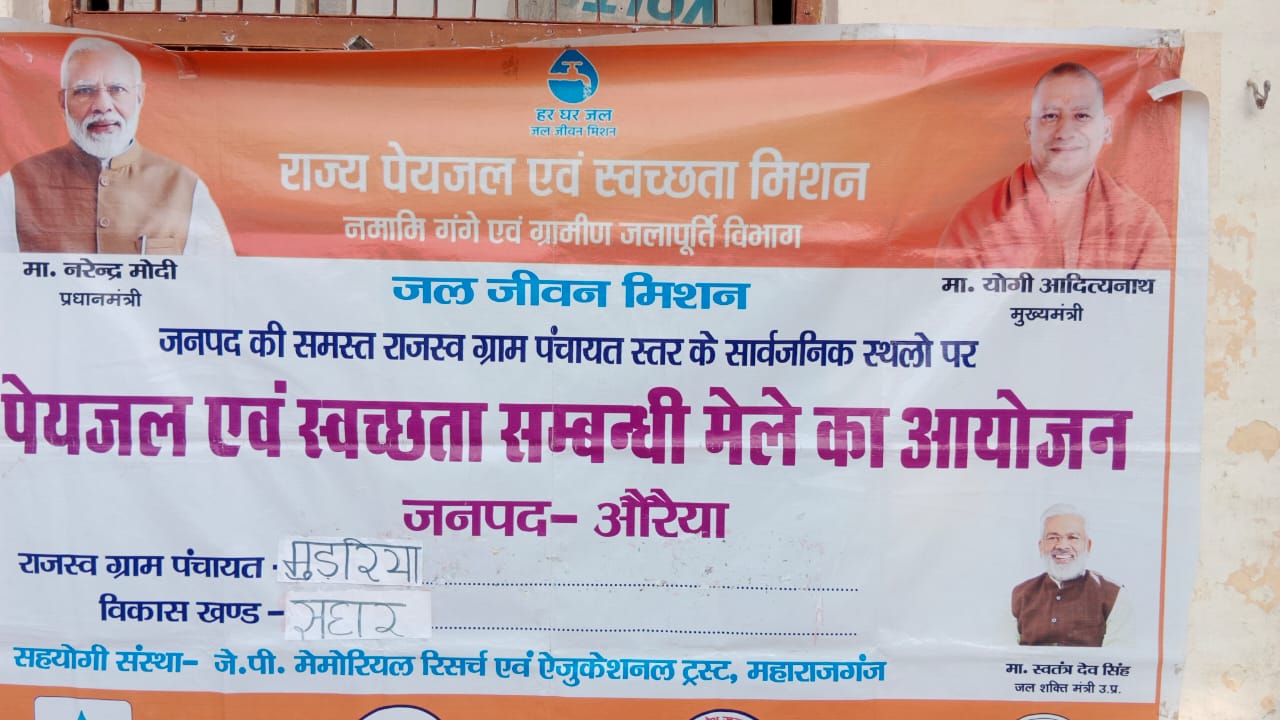 हर घर जल
जल जीवन मिशन
राज्य पेयजल एवं स्वच्छता मिशन
नमामि गंगे एवं ग्रामीण जलापूर्ति विभाग
मा. नरेन्द्र मोदी
प्रधानमंत्री
मा. योगी आदित्यनाथ
मुख्यमंत्री
जल जीवन मिशन
जनपद की समस्त राजस्व ग्राम पंचायत स्तर के सार्वजनिक स्थलो पर
पेयजल एवं स्वच्छता सम्बन्धी मेले का आयोजन
जनपद- औरैया
राजस्व ग्राम पंचायत - मुड़रिया
विकास खण्ड - सहार
सहयोगी संस्था- जे.पी. मेमोरियल रिसर्च एवं ऐजुकेशनल ट्रस्ट, महाराजगंज
मा. स्वतंत्र देव सिंह
जल शक्ति मंत्री उ.प्र.